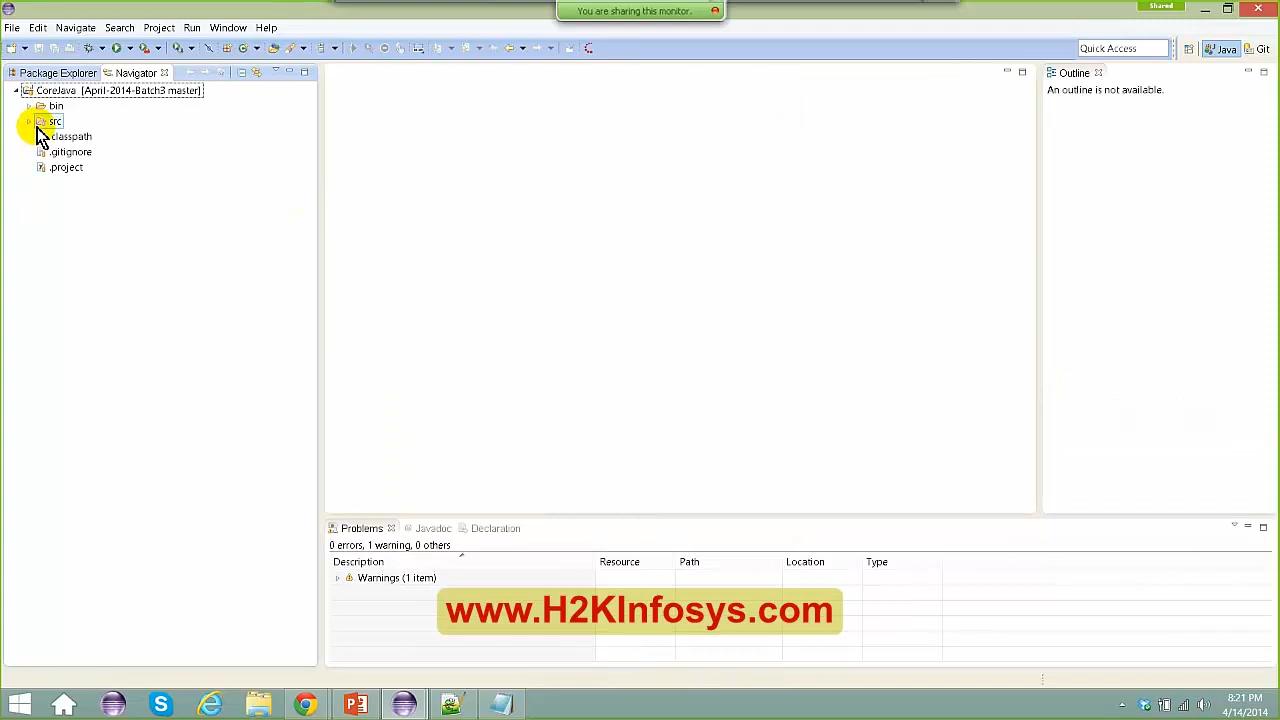 You are sharing this monitor.
Shared
File Edit Navigate Search Project Run Window Help
Quick Access
Java
Git
Package Explorer
Navigator
Outline
CoreJava [April-2014-Batch3 master]
An outline is not available.
bin
src
.classpath
.gitignore
.project
Problems
Javadoc
Declaration
0 errors, 1 warning, 0 others
Description Resource Path Location Type
Warnings (1 item)
www.H2KInfosys.com
8:21 PM
4/14/2014